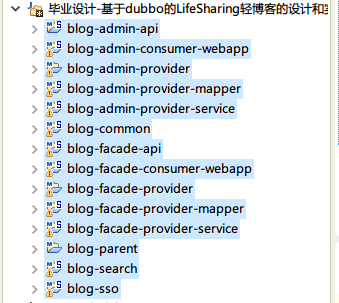 毕业设计-基于dubbo的LifeSharing轻博客的设计和实
blog-admin-api
blog-admin-consumer-webapp
blog-admin-provider
blog-admin-provider-mapper
blog-admin-provider-service
blog-common
blog-facade-api
blog-facade-consumer-webapp
blog-facade-provider
blog-facade-provider-mapper
blog-facade-provider-service
blog-parent
blog-search
blog-sso